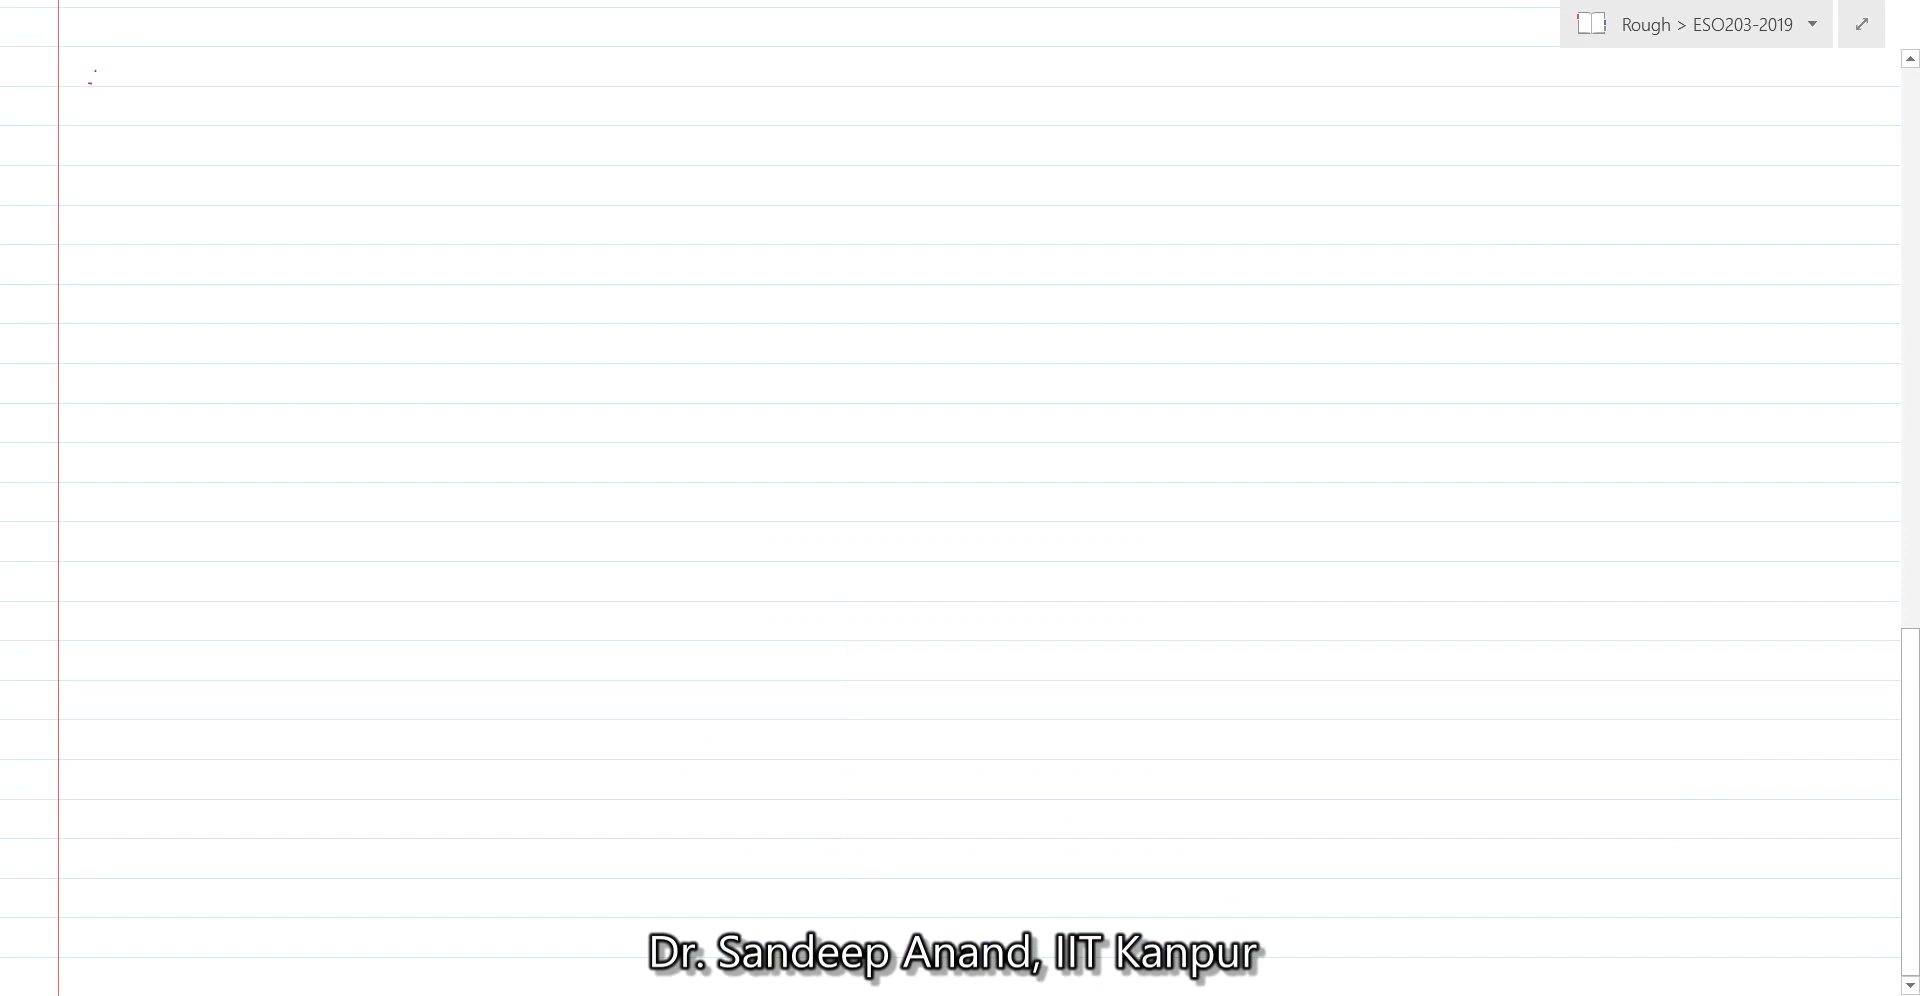 Rough > ESO203-2019
Dr. Sandeep Anand, IIT Kanpur